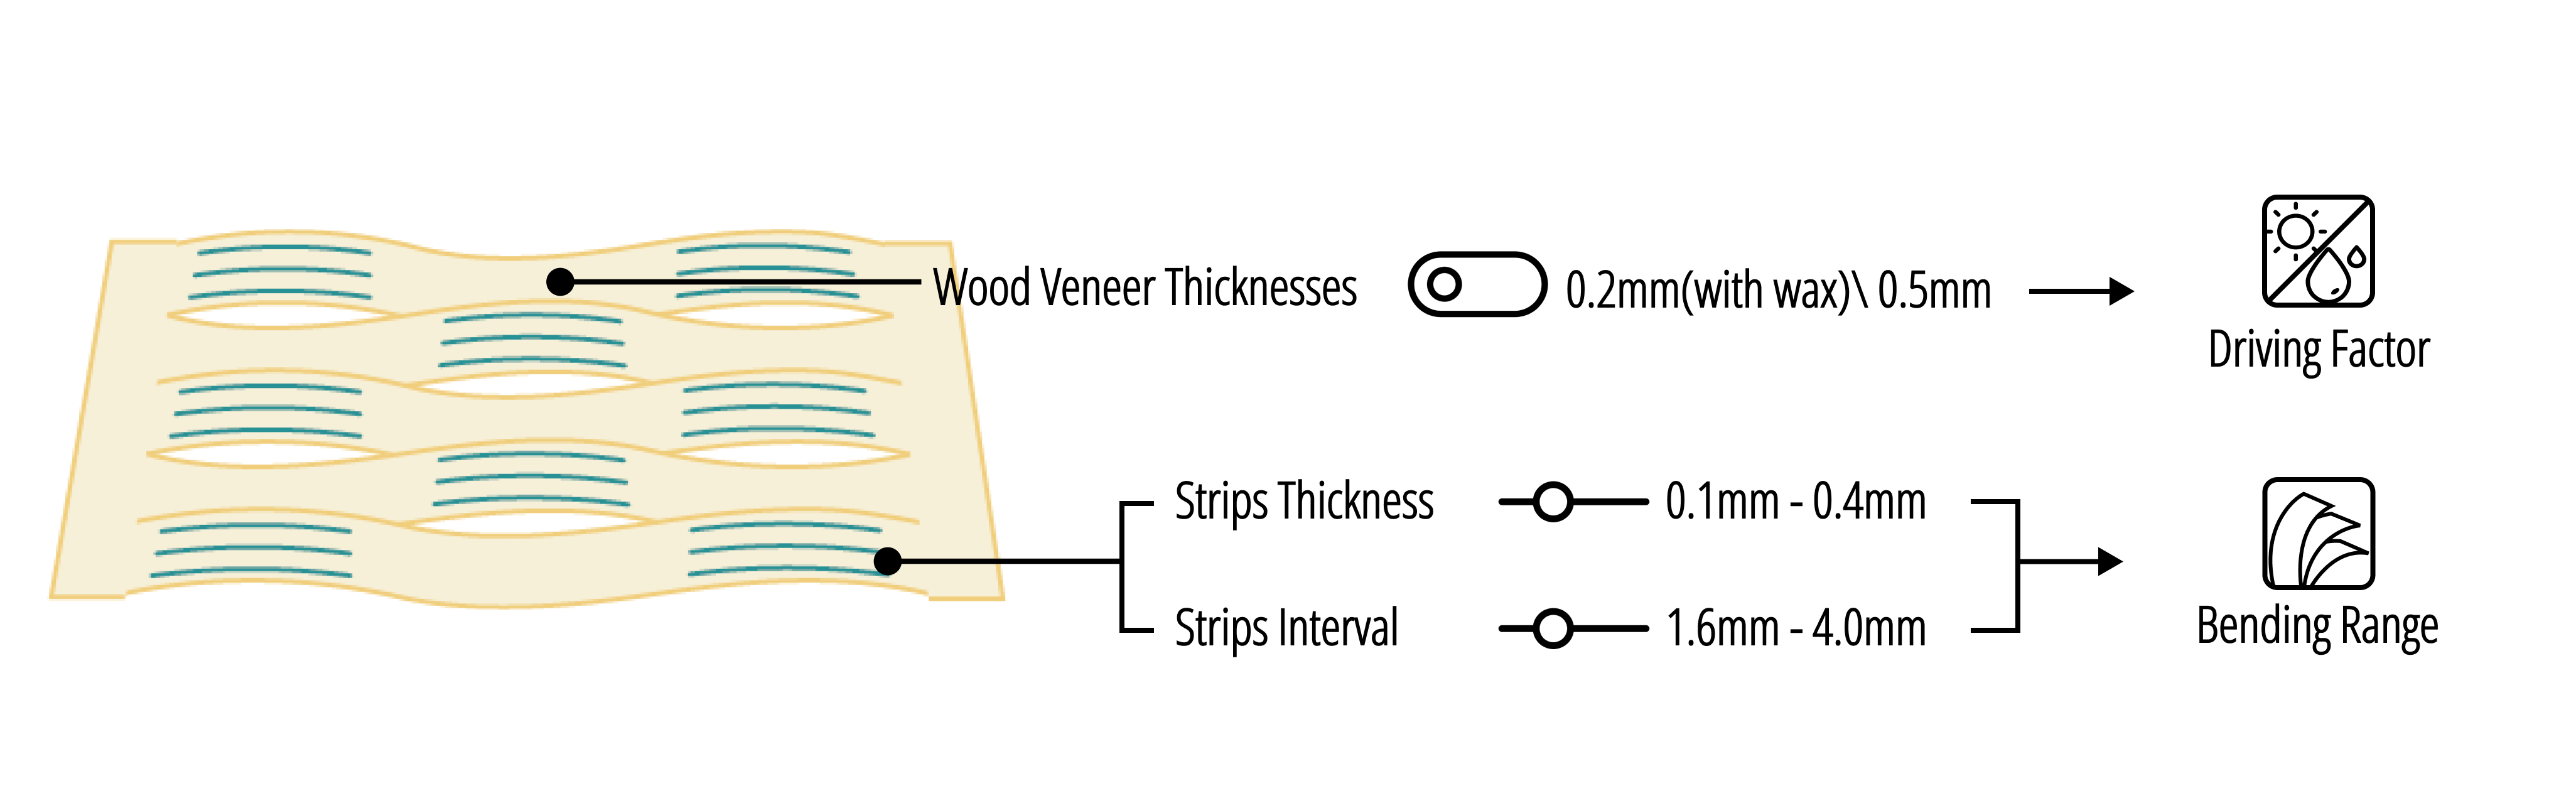 Wood Veneer Thicknesses
0.2mm(with wax)\ 0.5mm
Driving Factor
Strips Thickness
0.1mm - 0.4mm
Strips Interval
1.6mm - 4.0mm
Bending Range